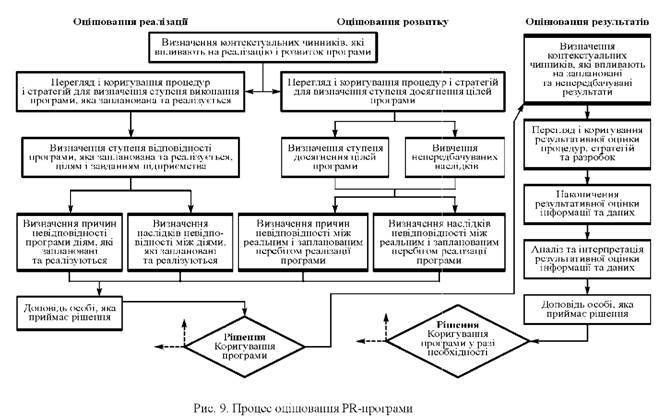 Оцінювання реалізації
Оцінювання розвитку
Оцінювання результатів
Визначення контекстуальних чинників, які
впливають на реалізацію і розвиток програми
Перегляд і коригування процедур
і стратегій для визначення ступеня виконання
програми, яка запланована та реалізується
Перегляд і коригування процедур і стратегій
для визначення ступеня досягнення цілей
програми
Визначення ступеня відповідності
програми, яка запланована та реалізується,
цілям і завданням підприємства
Визначення ступеня
досягнення цілей
програми
Вивчення
непередбачуваних
наслідків
Визначення причин
невідповідності
програми діям, які
заплановані
та реалізуються
Визначення
наслідків невідпо-
відності між діями,
які заплановані
та реалізуються
Визначення причин
невідповідності між
реальним і запланованим
перебігом реалізації
програми
Визначення наслідків
невідповідності між
реальним і запланованим
перебігом реалізації
програми
Доповідь особі, яка
приймає рішення
Рішення
Коригування
програми
Визначення
контекстуальних
чинників, які впливають
на заплановані
та непередбачувані
результати
Перегляд і коригування
результативної оцінки
процедур, стратегій
та розробок
Накопичення
результативної оцінки
інформації та даних
Аналіз та інтерпретація
результативної оцінки
інформації та даних
Доповідь особі, яка
приймає рішення
Рішення
Коригування
програми у разі
необхідності
Рис. 9. Процес оцінювання PR-програми